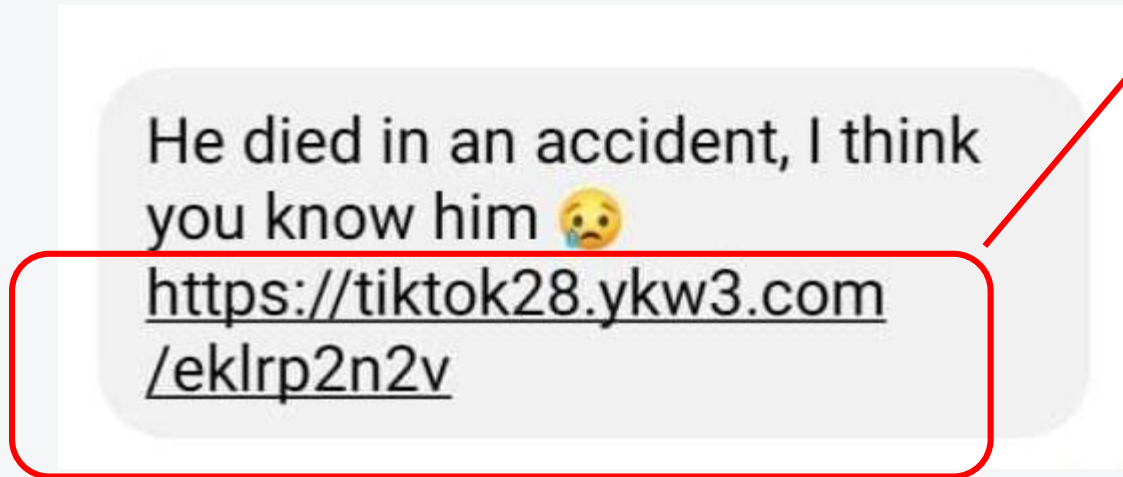 He died in an accident, I think
you know him 😢
https://tiktok28.ykw3.com
/eklrp2n2v